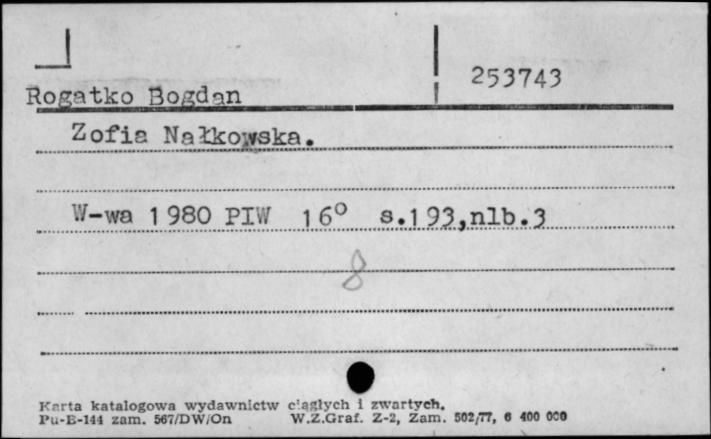 253743
Rogatko Bogdan
Zofia Nałkowska.
W-wa 1980 PIW 16° s.193,nlb.3
8
Karta katalogowa wydawnictw ciągłych i zwartych.
Pu-B-144 zam. 567/DW/On W.Z.Graf. Z-2, Zam. 502/77, 6 400 000